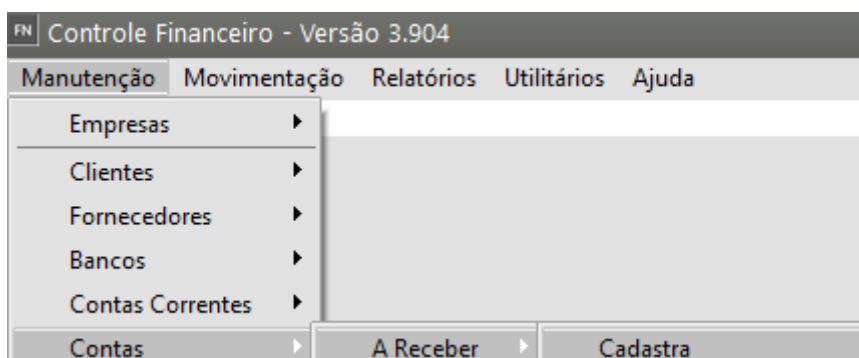 FN Controle Financeiro - Versão 3.904
Manutenção Movimentação Relatórios Utilitários Ajuda
Empresas
Clientes
Fornecedores
Bancos
Contas Correntes
Contas A Receber Cadastra